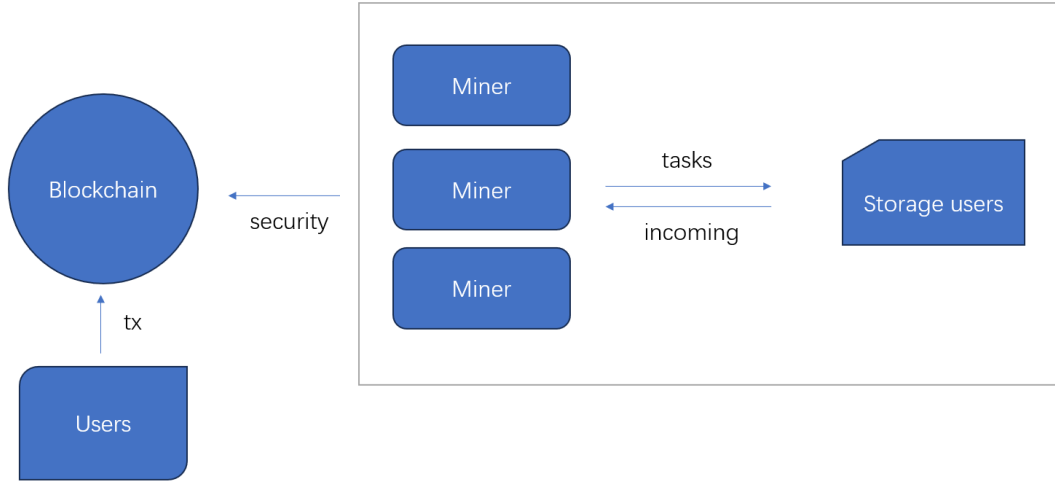 Blockchain
security
tx
Users
Miner
Miner
Miner
tasks
incoming
Storage users